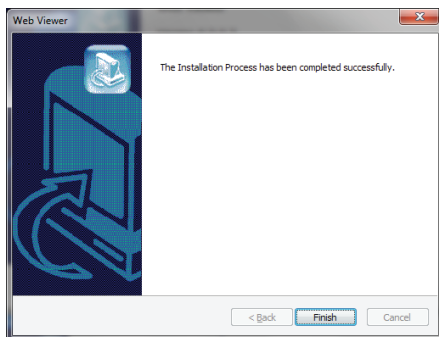 Web Viewer
The Installation Process has been completed successfully.
< Back
Finish
Cancel